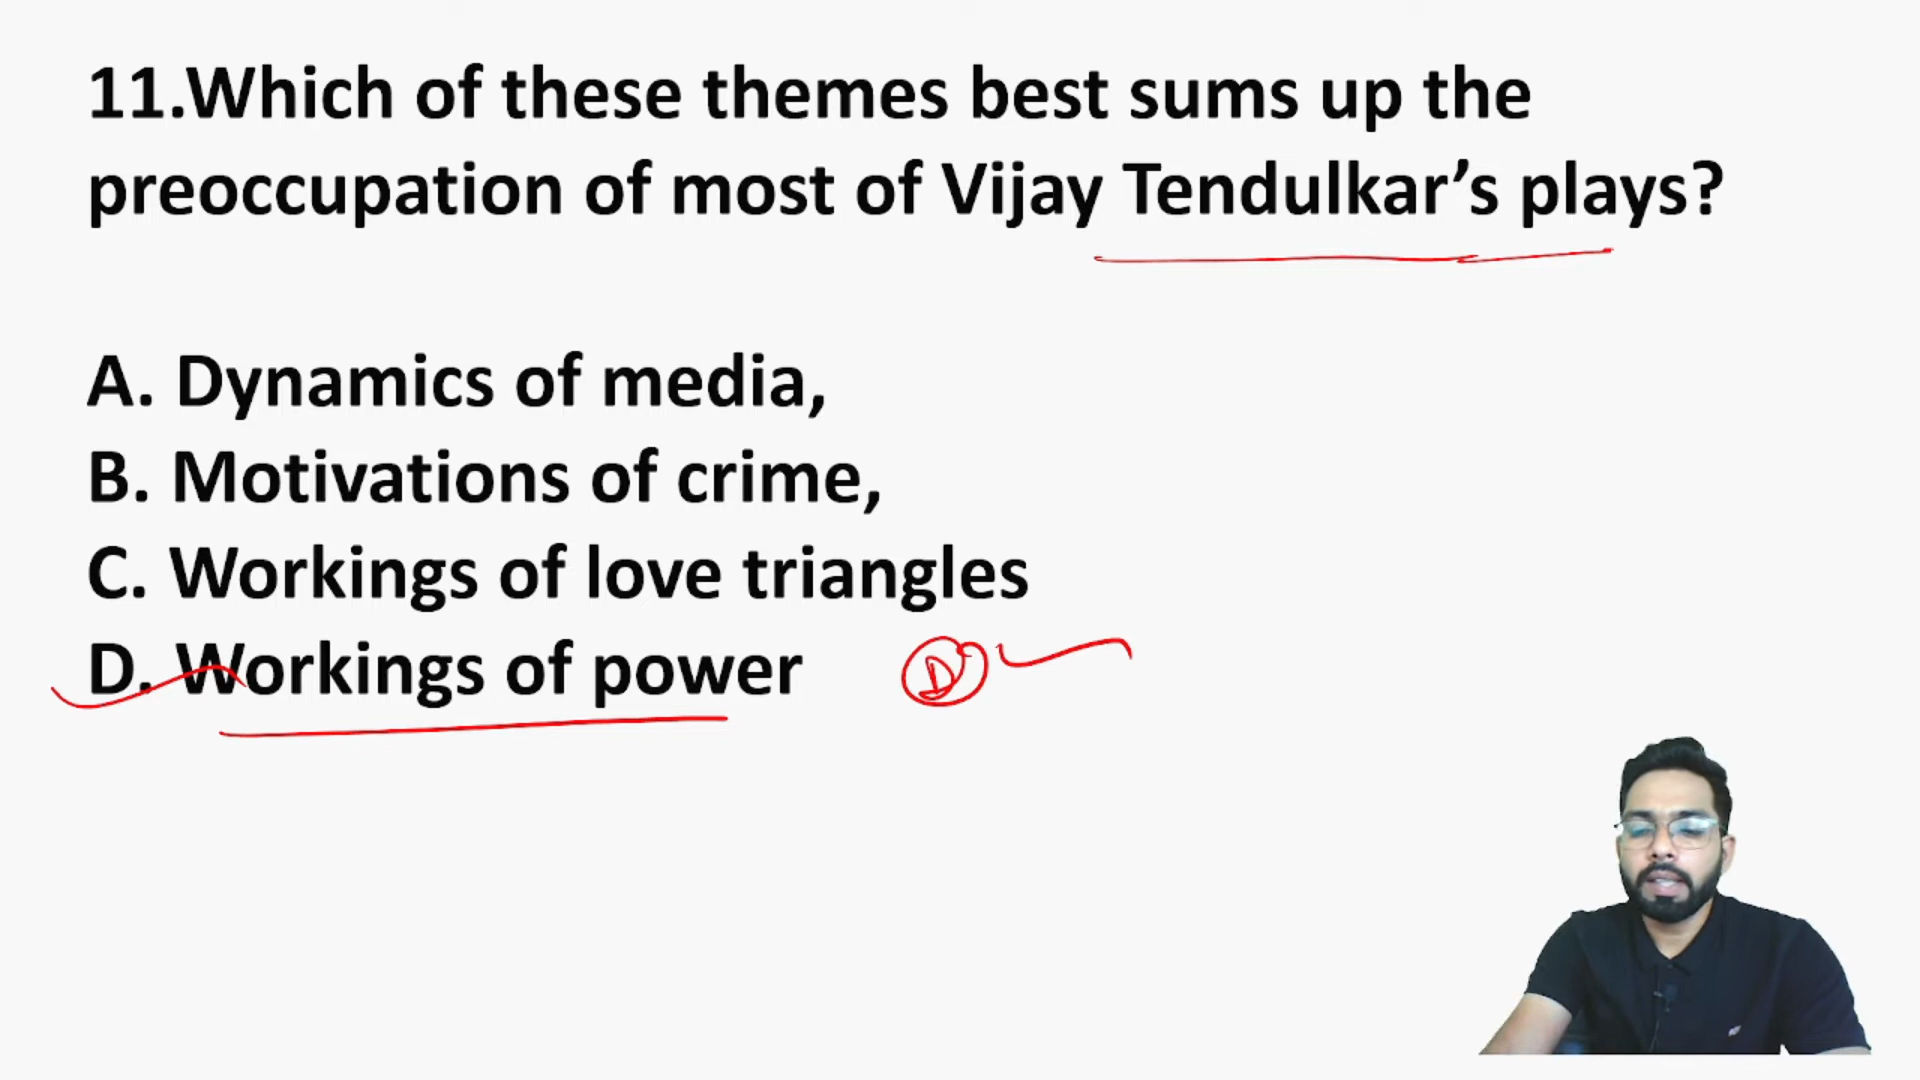 11.Which of these themes best sums up the
preoccupation of most of Vijay Tendulkar’s plays?
A. Dynamics of media,
B. Motivations of crime,
C. Workings of love triangles
D. Workings of power D